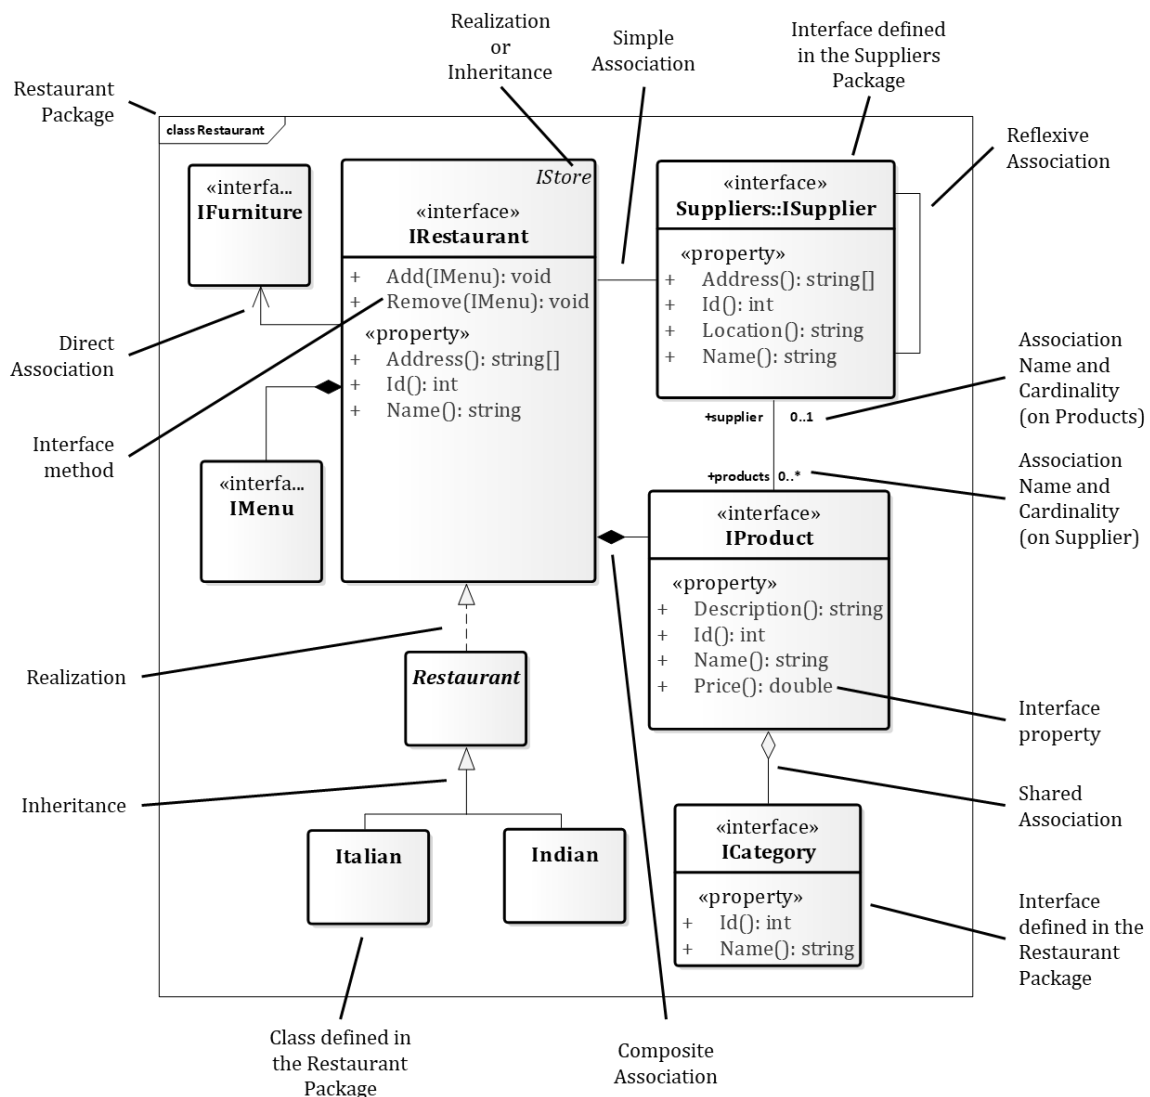 Realization
or
Inheritance
Simple
Association
Interface defined
in the Suppliers
Package
Restaurant
Package
Reflexive
Association
class Restaurant
«interfa...
IFurniture
IStore
«interface»
IRestaurant
+ Add(IMenu): void
+ Remove(IMenu): void
«property»
+ Address(): string[]
+ Id(): int
+ Name(): string
«interface»
Suppliers::ISupplier
«property»
+ Address(): string[]
+ Id(): int
+ Location(): string
+ Name(): string
Direct
Association
Association
Name and
Cardinality
(on Products)
+supplier 0..1
Interface
method
«interfa...
IMenu
+products 0..*
Association
Name and
Cardinality
(on Supplier)
«interface»
IProduct
«property»
+ Description(): string
+ Id(): int
+ Name(): string
+ Price(): double
Realization
Restaurant
Interface
property
Inheritance
Shared
Association
Italian
Indian
«interface»
ICategory
«property»
+ Id(): int
+ Name(): string
Interface
defined in the
Restaurant
Package
Class defined in
the Restaurant
Package
Composite
Association